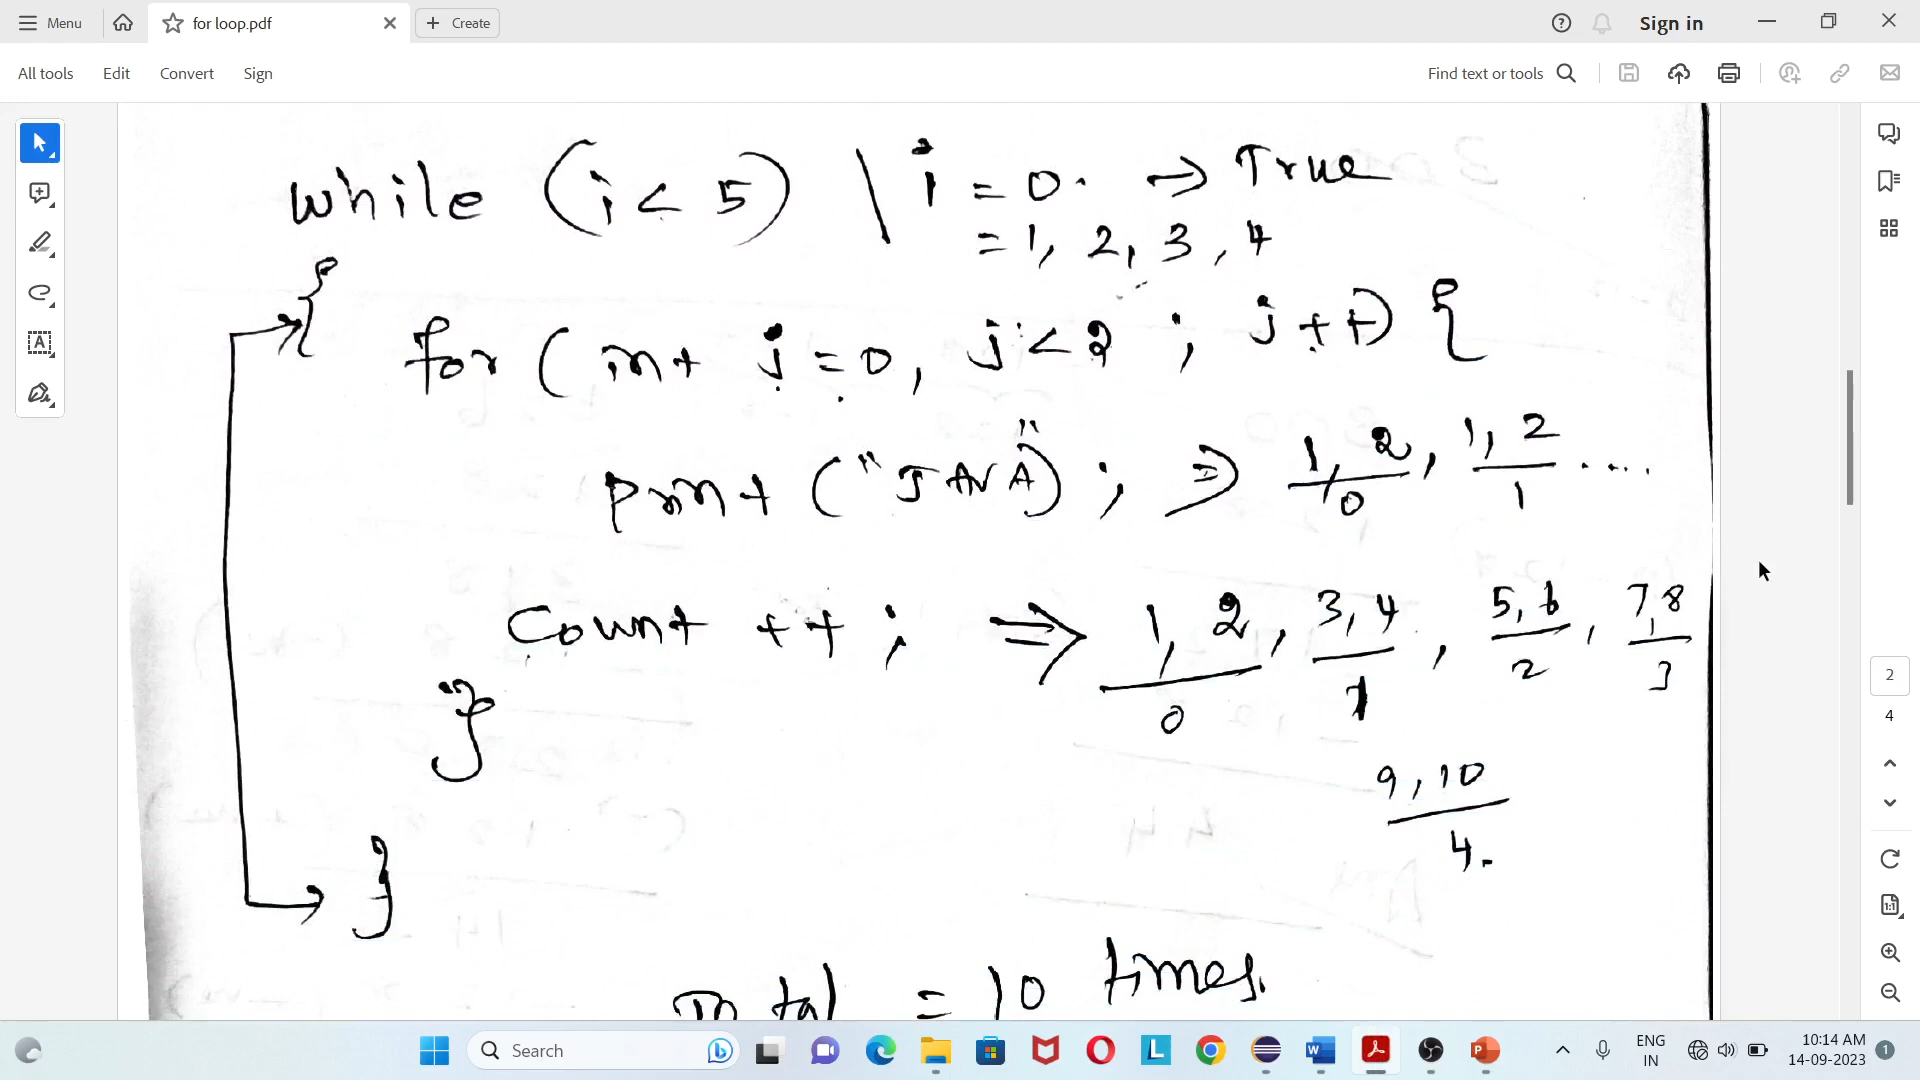 Menu
for loop.pdf
Create
Sign in
All tools
Edit
Convert
Sign
Find text or tools
while (i < 5) \ i = 0. → True
= 1, 2, 3, 4
{
for ( int j = 0, j < 2 ; j++) {
print ("JAVA") ; ⇒ 1, 2/0, 1, 2/1 ....
Count ++ ; ⇒ 1, 2/0, 3, 4/1, 5, 6/2, 7, 8/3
}
9, 10/4.
}
Total = 10 times.
2
4
Search
ENG
IN
10:14 AM
14-09-2023
1